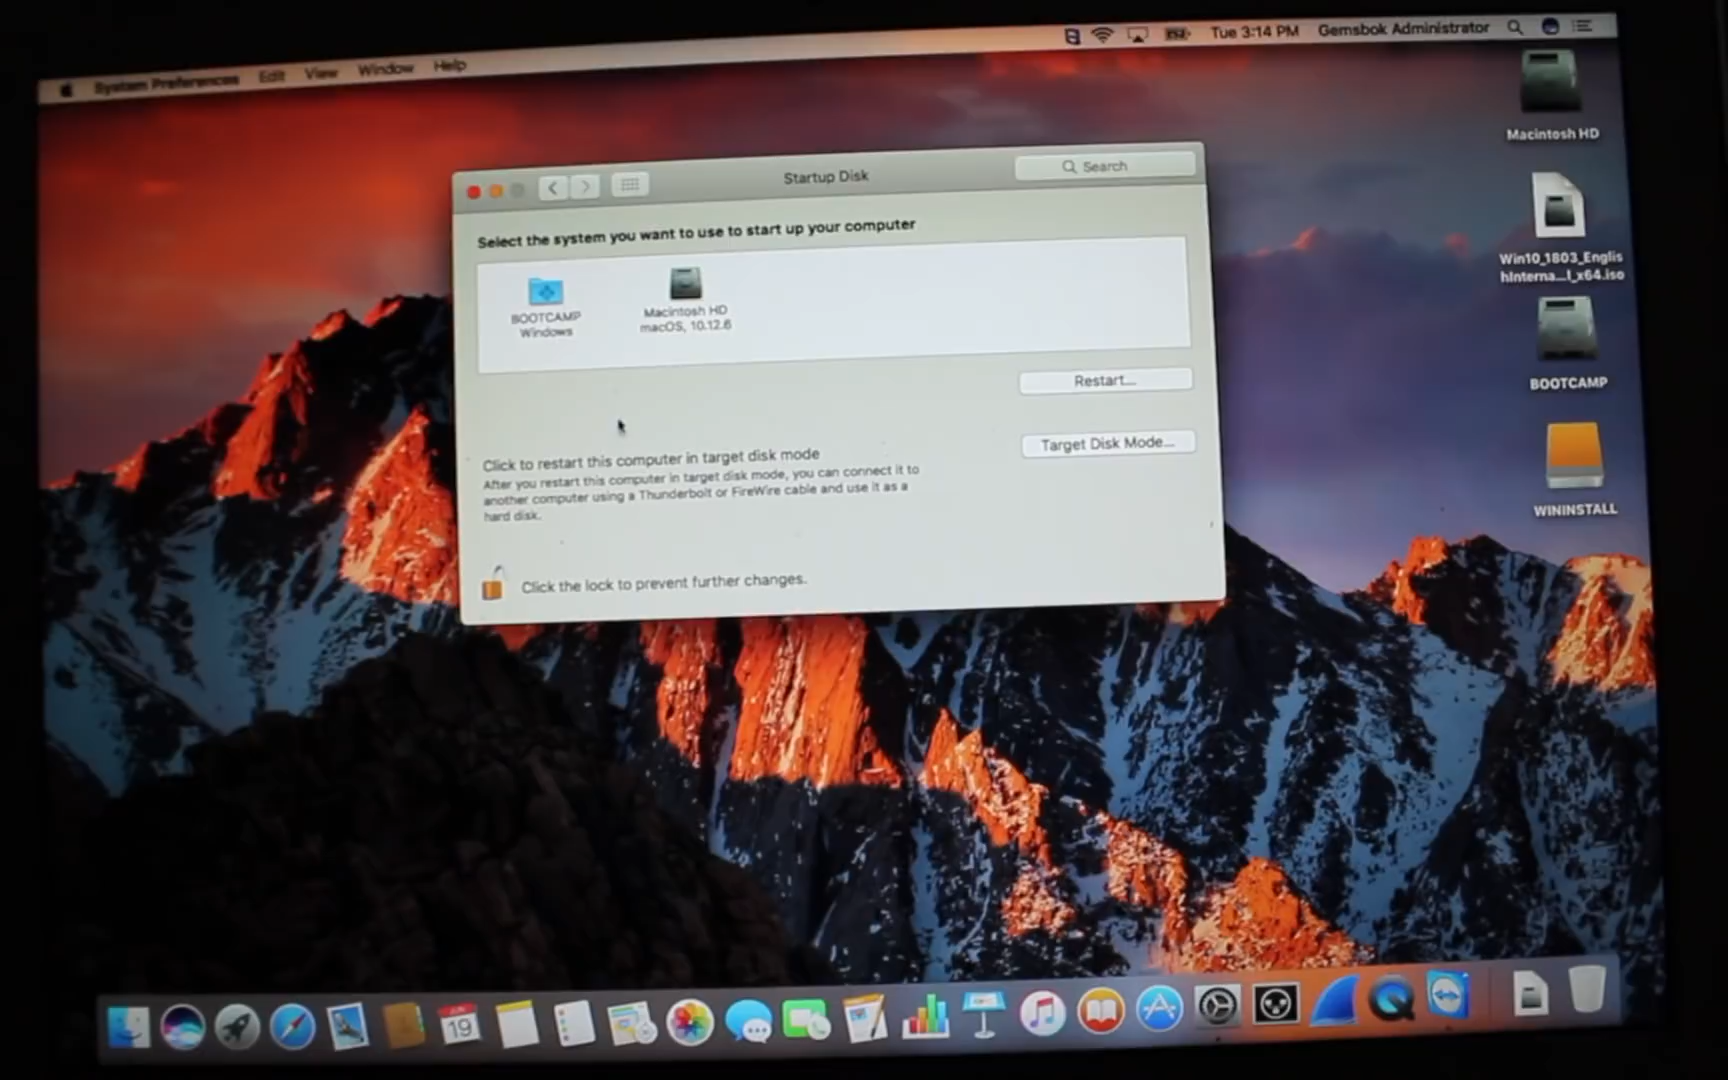 System Preferences Edit View Window Help
Tue 3:14 PM Gemsbok Administrator
Macintosh HD
Win10_1803_Englis
hInterna...l_x64.iso
BOOTCAMP
WININSTALL
Startup Disk
Search
Select the system you want to use to start up your computer
BOOTCAMP
Windows
Macintosh HD
macOS, 10.12.6
Restart...
Click to restart this computer in target disk mode
After you restart this computer in target disk mode, you can connect it to
another computer using a Thunderbolt or FireWire cable and use it as a
hard disk.
Target Disk Mode...
Click the lock to prevent further changes.
19